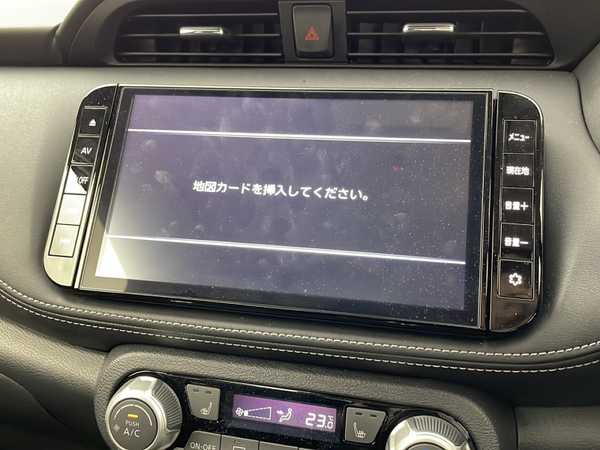 AV
OFF
地図カードを挿入してください。
メニュー
現在地
音量+
音量-
PUSH
A/C
23.0
℃
ON·OFF